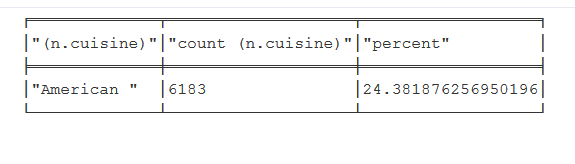 "(n.cuisine)" "count (n.cuisine)" "percent"
"American " 6183 24.381876256950196